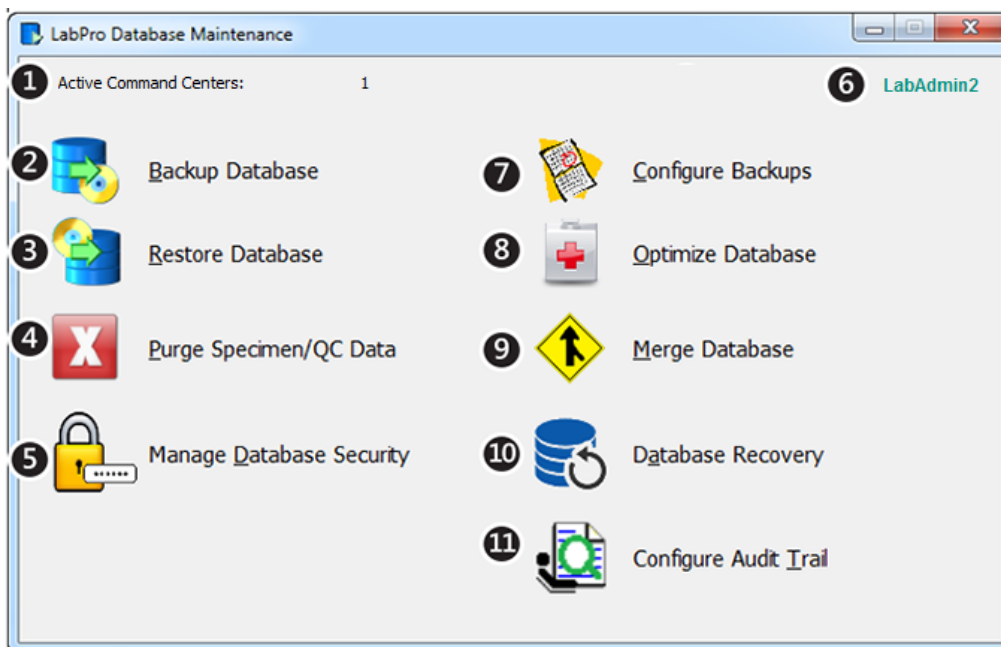 LabPro Database Maintenance
1 Active Command Centers: 1
6 LabAdmin2
2 Backup Database
7 Configure Backups
3 Restore Database
8 Optimize Database
4 X Purge Specimen/QC Data
9 Merge Database
5 Manage Database Security
10 Database Recovery
11 Configure Audit Trail